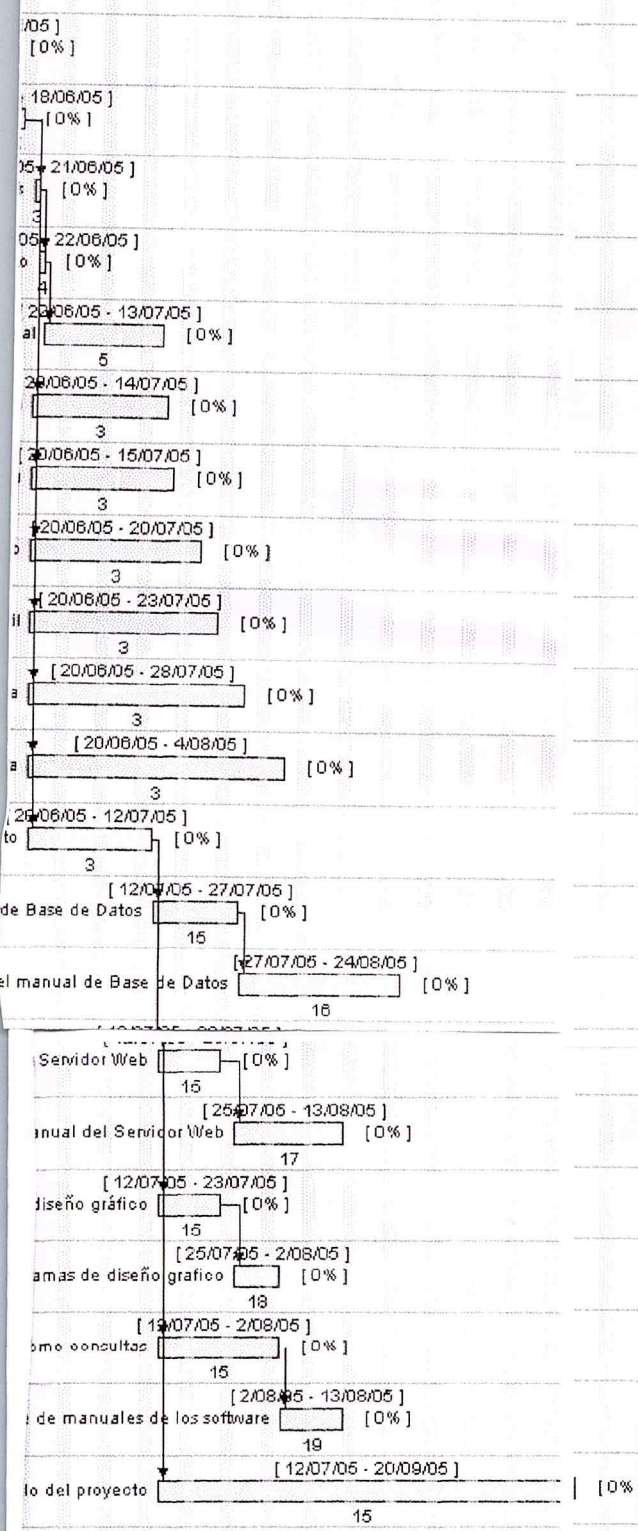 /05 ]
[ 0% ]
18/06/05 ]
[ 0% ]
21/06/05 ]
[ 0% ]
3
22/06/05 ]
[ 0% ]
4
22/06/05 - 13/07/05 ]
al [ 0% ]
5
20/06/05 - 14/07/05 ]
[ 0% ]
3
[ 20/06/05 - 15/07/05 ]
[ 0% ]
3
[ 20/06/05 - 20/07/05 ]
[ 0% ]
3
[ 20/06/05 - 23/07/05 ]
il [ 0% ]
3
[ 20/06/05 - 28/07/05 ]
a [ 0% ]
3
[ 20/06/05 - 4/08/05 ]
a [ 0% ]
3
/06/05 - 12/07/05 ]
to [ 0% ]
3
[ 12/07/05 - 27/07/05 ]
de Base de Datos [ 0% ]
15
[ 27/07/05 - 24/08/05 ]
el manual de Base de Datos [ 0% ]
16
Servidor Web [ 0% ]
15
[ 25/07/05 - 13/08/05 ]
anual del Servidor Web [ 0% ]
17
[ 12/07/05 - 23/07/05 ]
diseño gráfico [ 0% ]
15
[ 25/07/05 - 2/08/05 ]
amas de diseño grafico [ 0% ]
18
[ 12/07/05 - 2/08/05 ]
omo consultas [ 0% ]
15
[ 2/08/05 - 13/08/05 ]
de manuales de los software [ 0% ]
19
[ 12/07/05 - 20/09/05 ]
lo del proyecto [ 0%
15